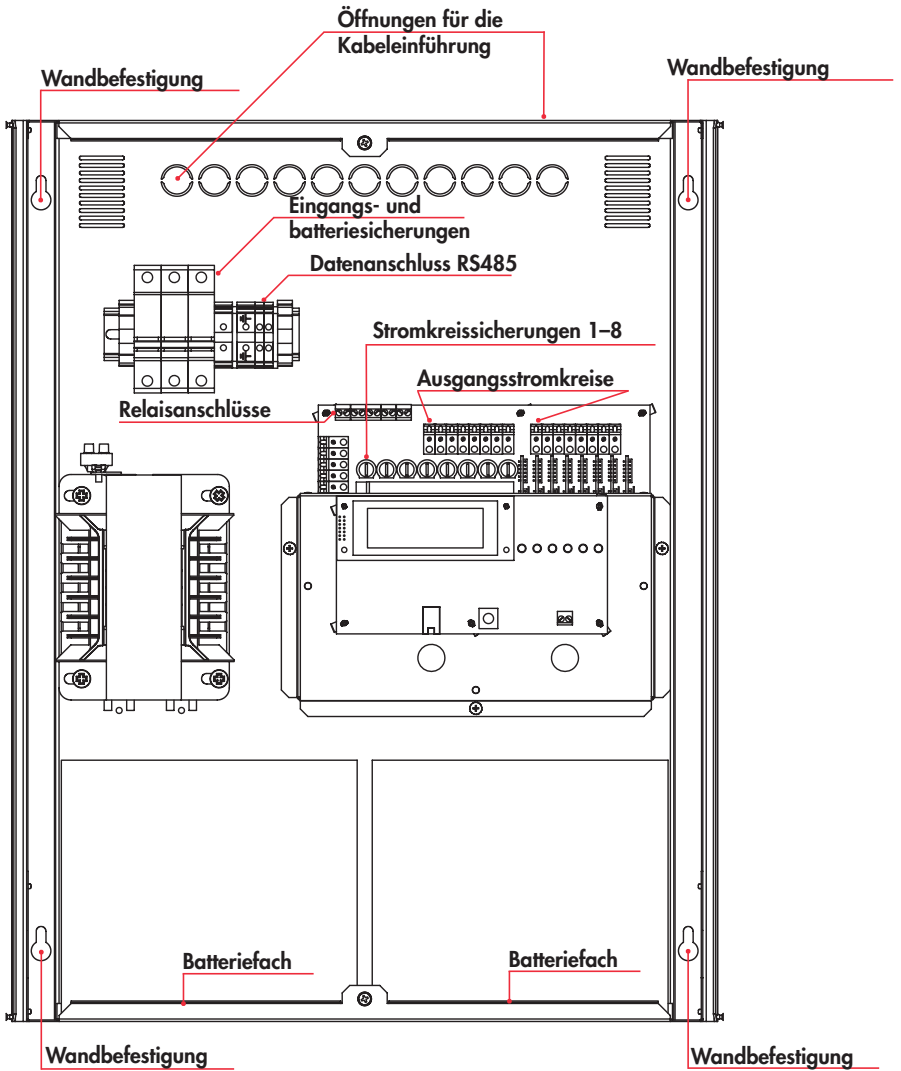 Öffnungen für die
Kabeleinführung
Wandbefestigung
Wandbefestigung
Eingangs- und
batteriesicherungen
Datenanschluss RS485
Stromkreissicherungen 1–8
Ausgangsstromkreise
Relaisanschlüsse
Batteriefach
Batteriefach
Wandbefestigung
Wandbefestigung